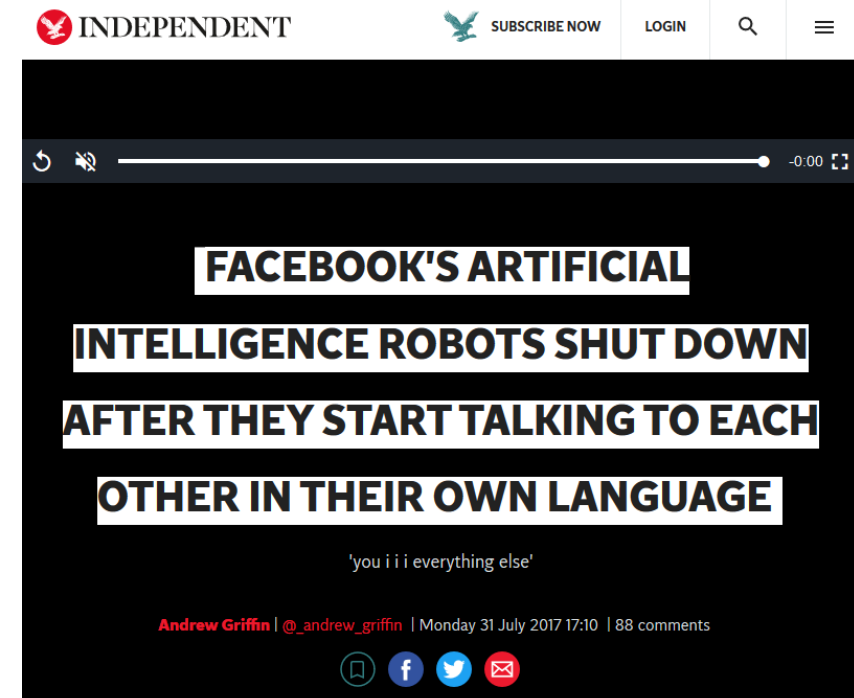 INDEPENDENT SUBSCRIBE NOW LOGIN
-0:00
FACEBOOK'S ARTIFICIAL
INTELLIGENCE ROBOTS SHUT DOWN
AFTER THEY START TALKING TO EACH
OTHER IN THEIR OWN LANGUAGE
'you i i i everything else'
Andrew Griffin | @_andrew_griffin | Monday 31 July 2017 17:10 | 88 comments